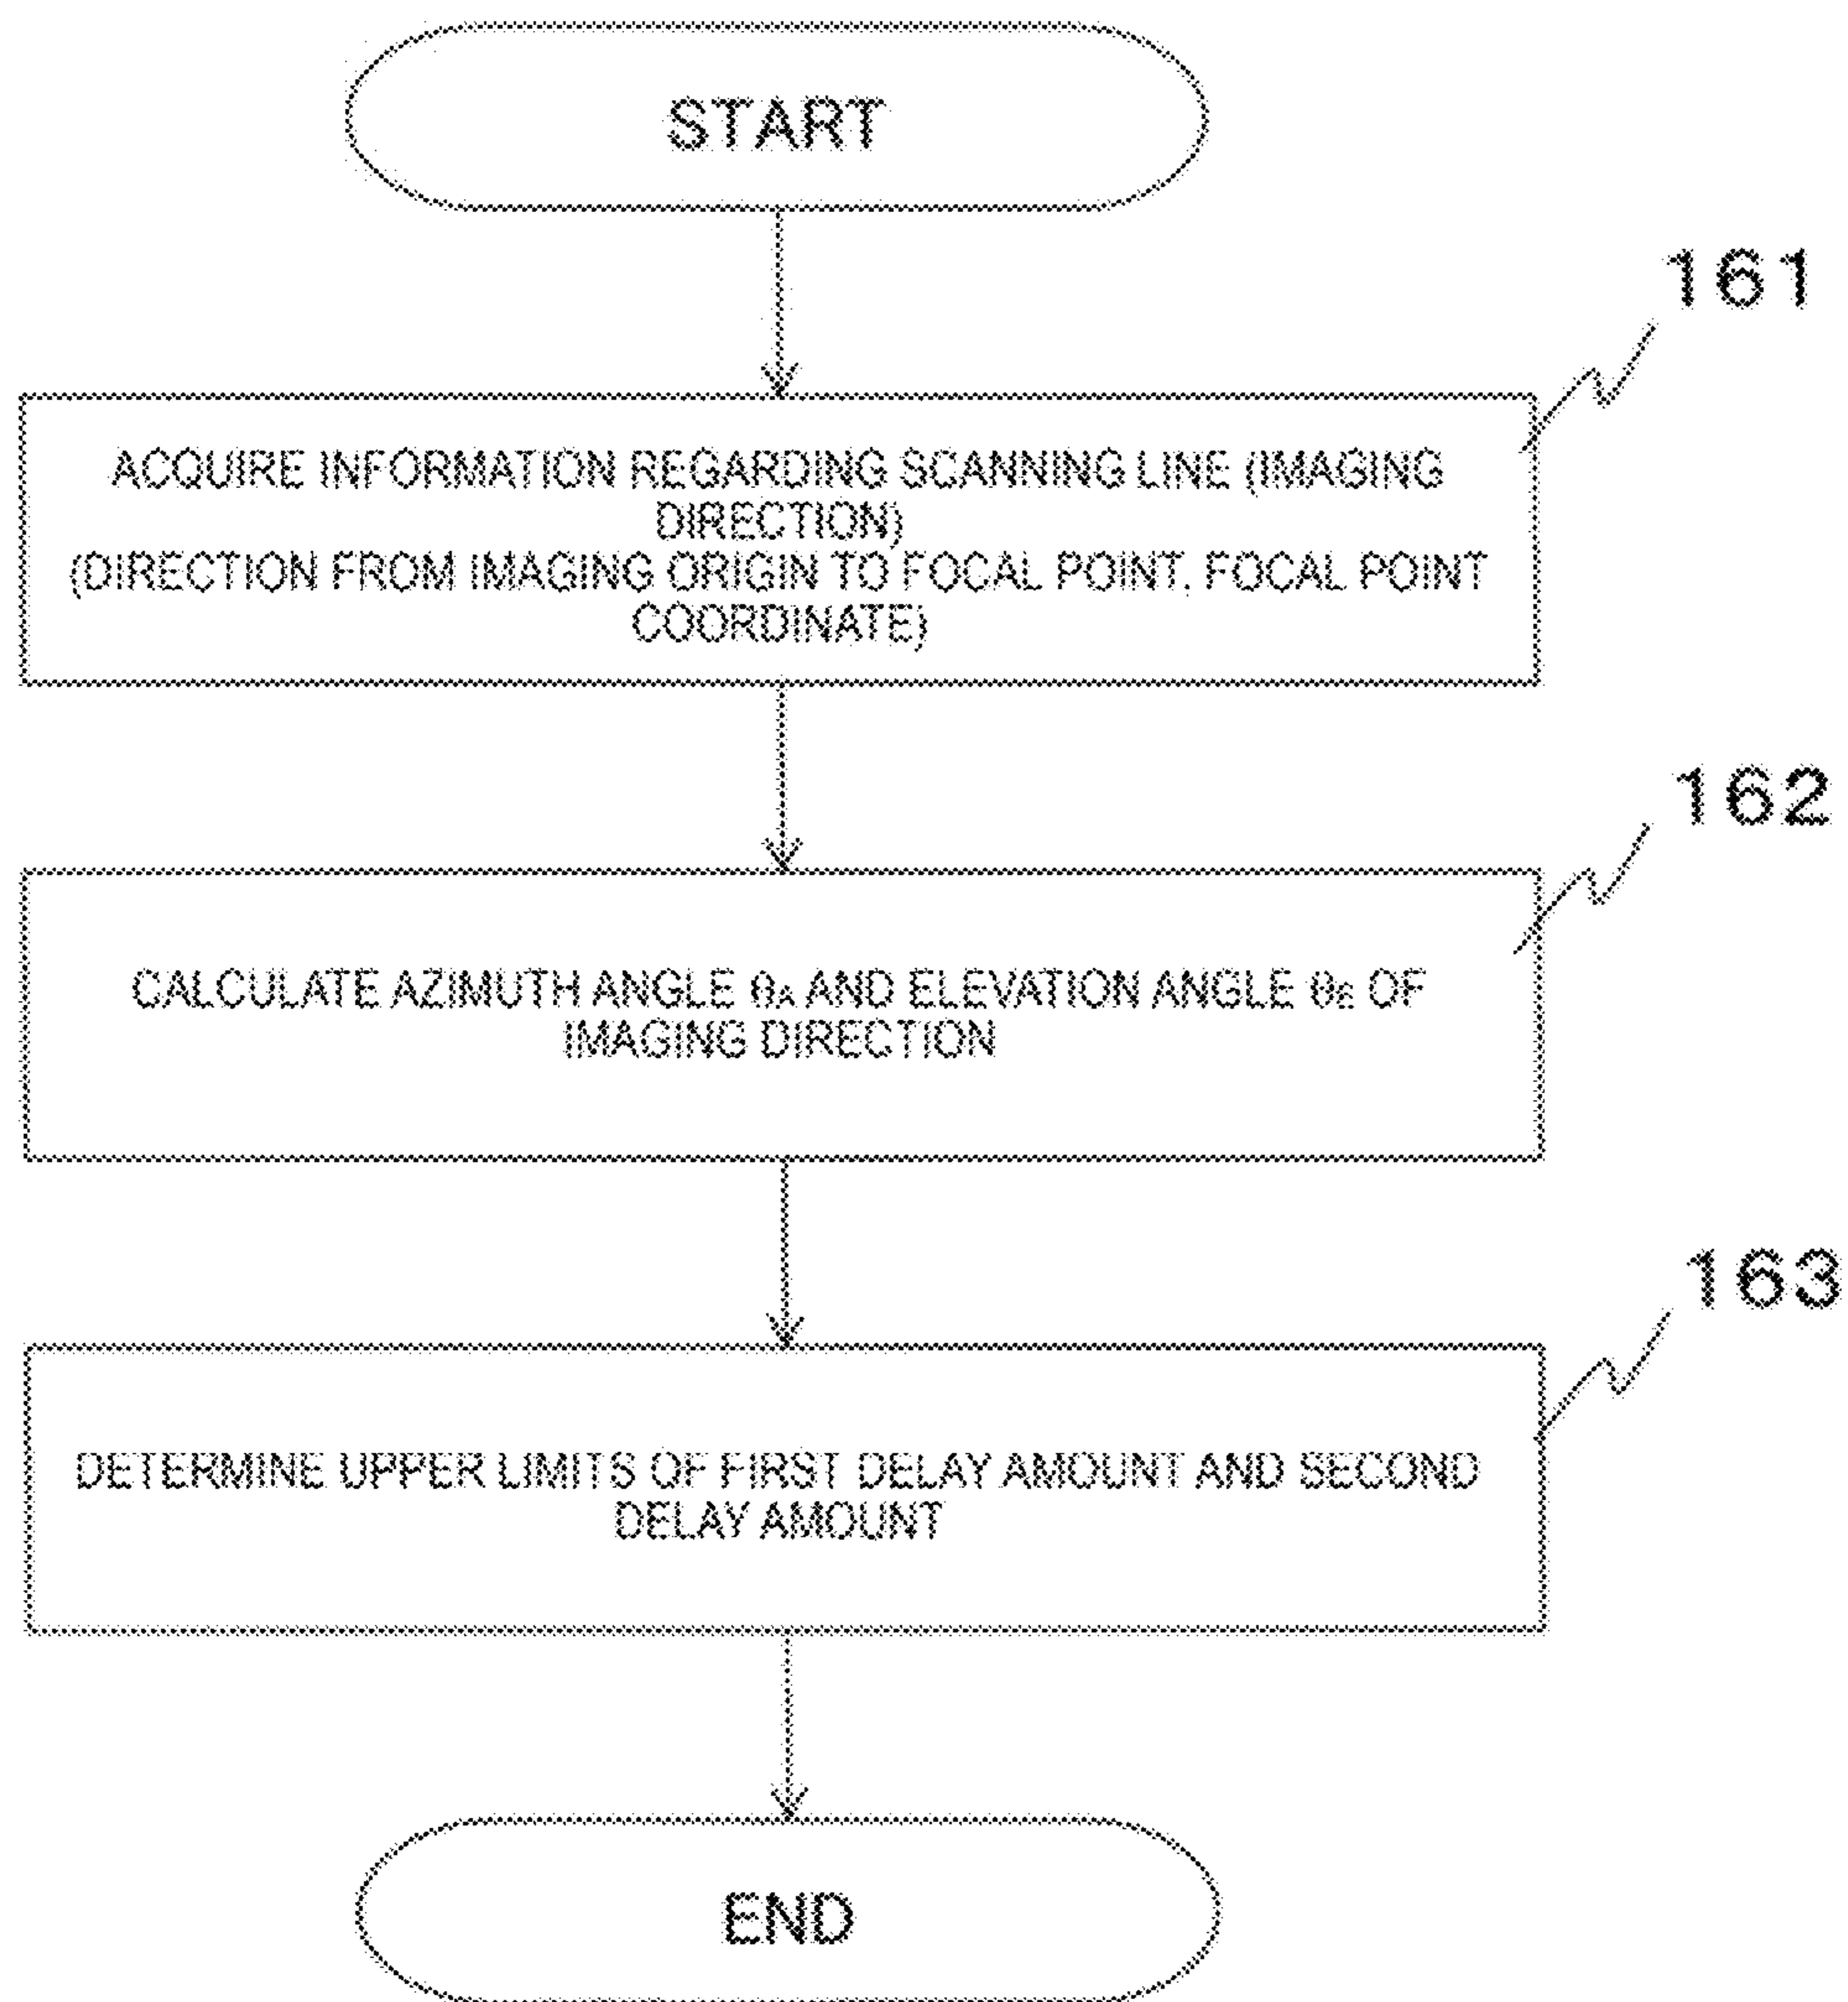 START
161
ACQUIRE INFORMATION REGARDING SCANNING LINE (IMAGING
DIRECTION)
(DIRECTION FROM IMAGING ORIGIN TO FOCAL POINT, FOCAL POINT
COORDINATE)
162
CALCULATE AZIMUTH ANGLE θA AND ELEVATION ANGLE θE OF
IMAGING DIRECTION
163
DETERMINE UPPER LIMITS OF FIRST DELAY AMOUNT AND SECOND
DELAY AMOUNT
END